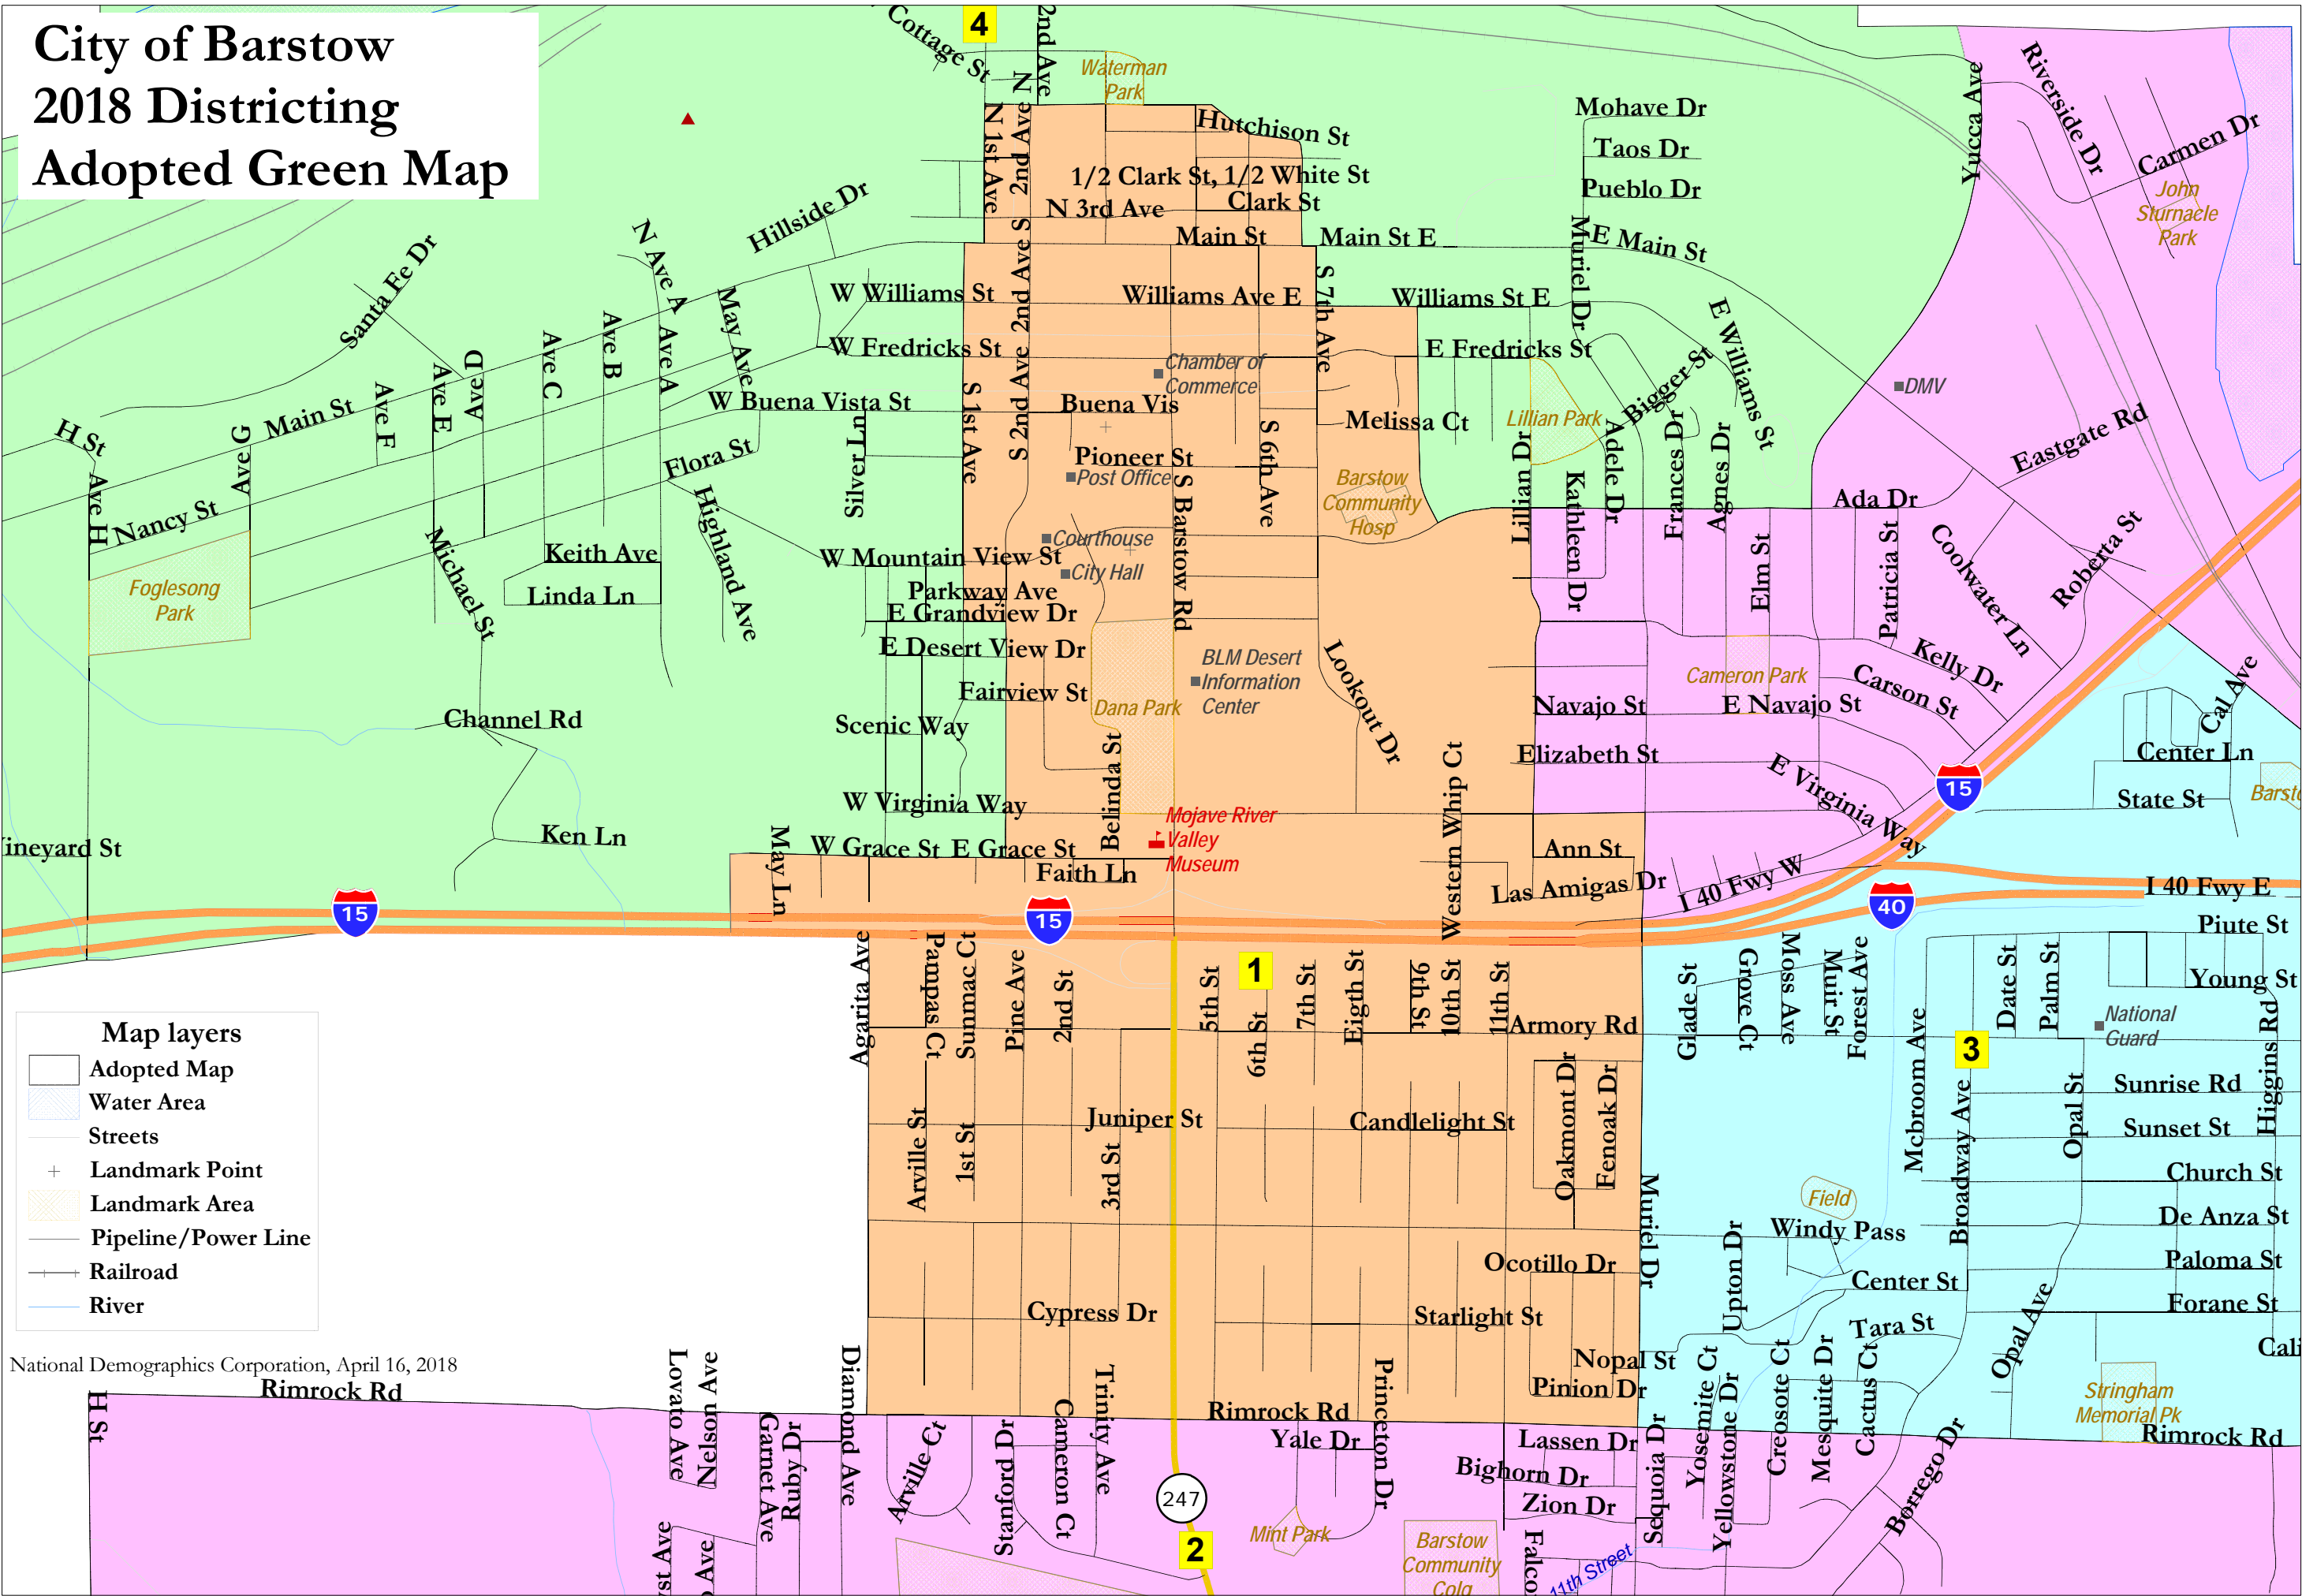 City of Barstow
2018 Districting
Adopted Green Map
4
Cottage St
2nd Ave
Waterman
Park
N 1st Ave
2nd Ave N
Hutchison St
1/2 Clark St, 1/2 White St
N 3rd Ave
Clark St
Main St
Main St E
E Main St
Mohave Dr
Taos Dr
Pueblo Dr
Muriel Dr
Yucca Ave
Riverside Dr
Carmen Dr
John
Sturnacle
Park
Hillside Dr
Santa Fe Dr
N Ave A
May Ave
Ave A
Ave B
Ave C
Ave D
Ave E
Ave F
Ave G
Main St
H St
Ave H
Nancy St
Foglesong
Park
W Williams St
Williams Ave E
Williams St E
S 7th Ave
2nd Ave S
S 2nd Ave
W Fredricks St
E Fredricks St
Chamber of
Commerce
W Buena Vista St
Buena Vis
S 1st Ave
Silver Ln
Flora St
Highland Ave
Pioneer St
Post Office
S Barstow Rd
S 6th Ave
Melissa Ct
Barstow
Community
Hosp
Lillian Park
Bigger St
E Williams St
DMV
Eastgate Rd
Lillian Dr
Kathleen Dr
Adele Dr
Frances Dr
Agnes Dr
Elm St
Ada Dr
Patricia St
Coolwater Ln
Roberta St
Michael St
Keith Ave
Linda Ln
W Mountain View St
Courthouse
City Hall
Parkway Ave
E Grandview Dr
E Desert View Dr
Fairview St
Scenic Way
W Virginia Way
Dana Park
BLM Desert
Information
Center
Lookout Dr
Cameron Park
Kelly Dr
Carson St
Navajo St
E Navajo St
Elizabeth St
E Virginia Way
Cal Ave
Center Ln
State St
Channel Rd
Ken Ln
May Ln
W Grace St
E Grace St
Faith Ln
Belinda St
Mojave River
Valley
Museum
Western Whip Ct
Ann St
Las Amigas Dr
I 40 Fwy W
I 40 Fwy E
15
15
15
40
Piute St
Young St
National
Guard
Agarita Ave
Pampas Ct
Sunmac Ct
Pine Ave
2nd St
5th St
1
6th St
7th St
Eigth St
9th St
10th St
11th St
Armory Rd
Glade St
Grove Ct
Moss Ave
Muir St
Forest Ave
Mcbroom Ave
3
Broadway Ave
Date St
Palm St
Opal St
Higgins Rd
Sunrise Rd
Sunset St
Church St
De Anza St
Paloma St
Forane St
Map layers
Adopted Map
Water Area
Streets
Landmark Point
Landmark Area
Pipeline/Power Line
Railroad
River
Arville St
1st St
3rd St
Juniper St
Candlelight St
Oakmont Dr
Fenoak Dr
Muriel Dr
Field
Windy Pass
Upton Dr
Center St
Tara St
Opal Ave
Ocotillo Dr
Starlight St
Cypress Dr
Nopal St
Pinion Dr
National Demographics Corporation, April 16, 2018
Rimrock Rd
H St
Lovato Ave
Nelson Ave
Garnet Ave
Ruby Dr
Diamond Ave
Arville Ct
Stanford Dr
Cameron Ct
Trinity Ave
247
2
Rimrock Rd
Yale Dr
Princeton Dr
Mint Park
Barstow
Community
Lassen Dr
Bighorn Dr
Zion Dr
11th Street
Sequoia Dr
Yosemite Ct
Yellowstone Dr
Creosote Ct
Mesquite Dr
Cactus Ct
Borrego Dr
Stringham
Memorial Pk
Rimrock Rd